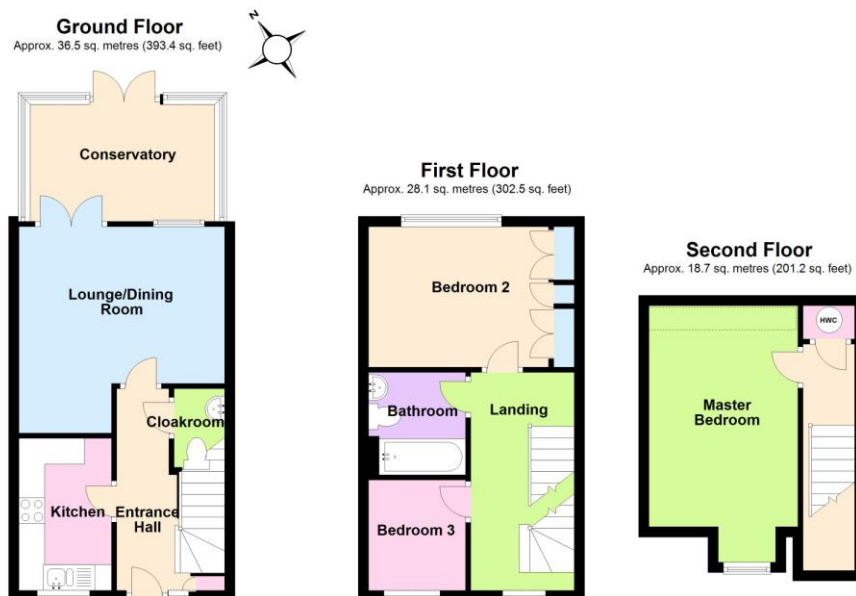 N
Ground Floor
Approx. 36.5 sq. metres (393.4 sq. feet)
Conservatory
Lounge/Dining
Room
Cloakroom
Kitchen
Entrance
Hall
First Floor
Approx. 28.1 sq. metres (302.5 sq. feet)
Bedroom 2
Bathroom
Landing
Bedroom 3
Second Floor
Approx. 18.7 sq. metres (201.2 sq. feet)
HWC
Master
Bedroom